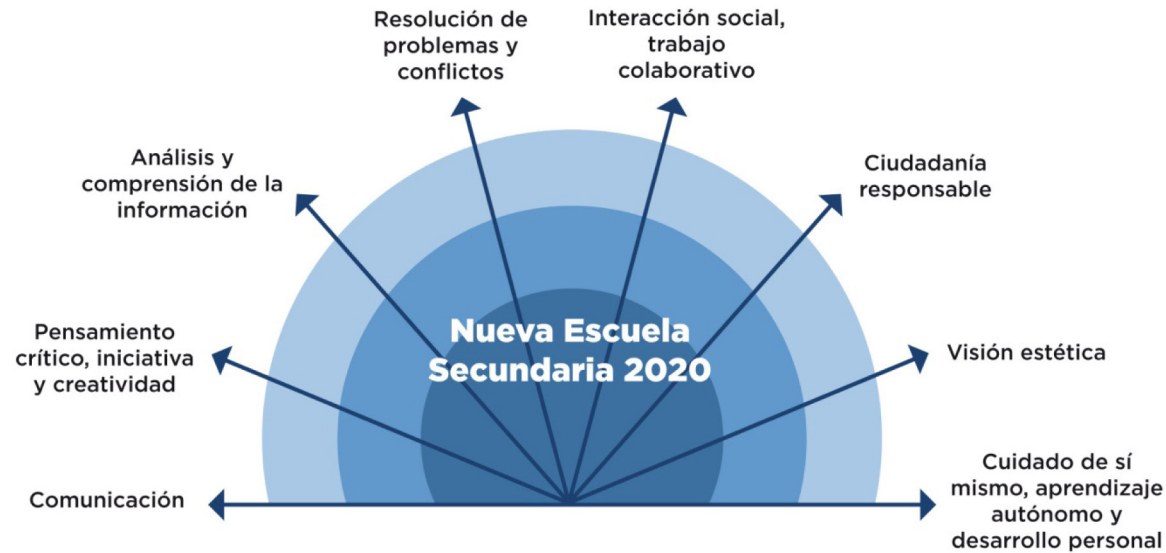 Resolución de
problemas y
conflictos
Interacción social,
trabajo
colaborativo
Análisis y
comprensión de la
información
Ciudadanía
responsable
Pensamiento
crítico, iniciativa
y creatividad
Nueva Escuela
Secundaria 2020
Visión estética
Comunicación
Cuidado de sí
mismo, aprendizaje
autónomo y
desarrollo personal